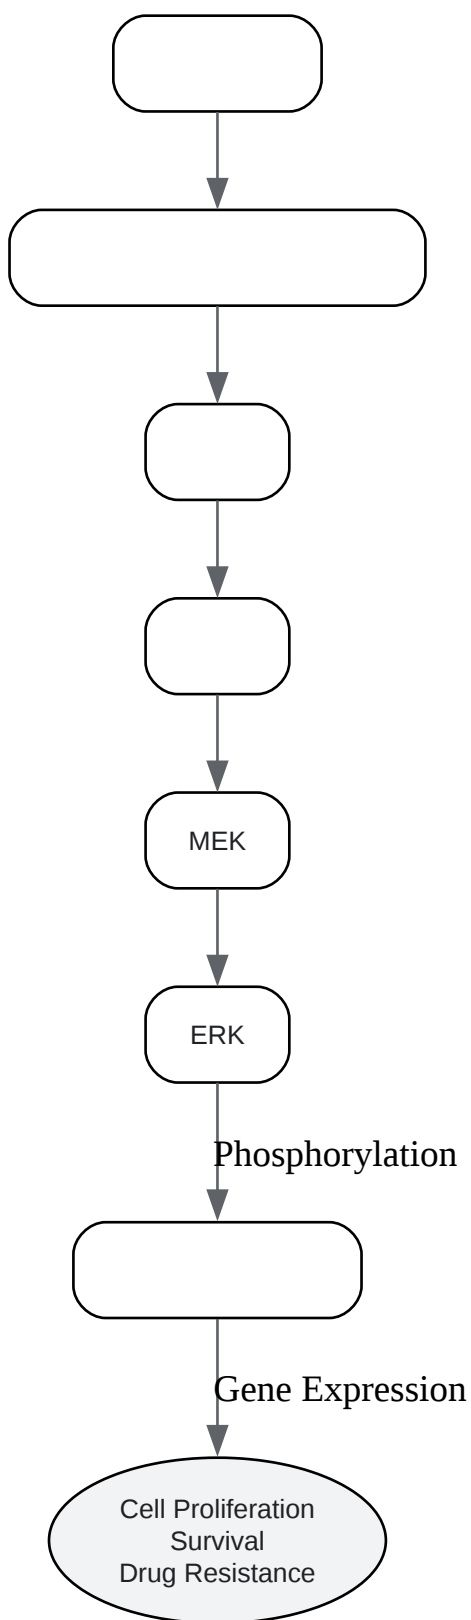 MEK
ERK
Phosphorylation
Gene Expression
Cell Proliferation
Survival
Drug Resistance